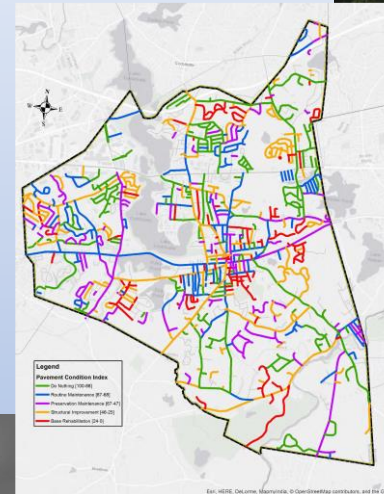 N
W
E
S
Legend
Pavement Condition Index
Do Nothing [100-88]
Routine Maintenance [87-68]
Preservation Maintenance [67-47]
Structural Improvement [46-25]
Base Rehabilitation [24-0]
Esri, HERE, DeLorme, MapmyIndia, © OpenStreetMap contributors, and the G